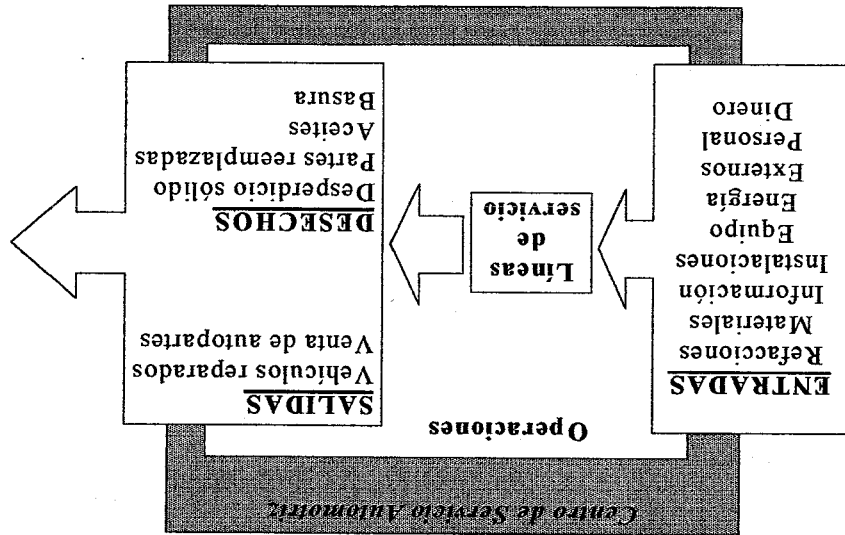 Centro de Servicio Automotriz
Operaciones
ENTRADAS
Refacciones
Materiales
Información
Instalaciones
Equipo
Energía
Externos
Personal
Dinero
Líneas
de
servicio
SALIDAS
Vehículos reparados
Venta de autopartes
DESECHOS
Desperdicio sólido
Partes reemplazadas
Aceites
Basura